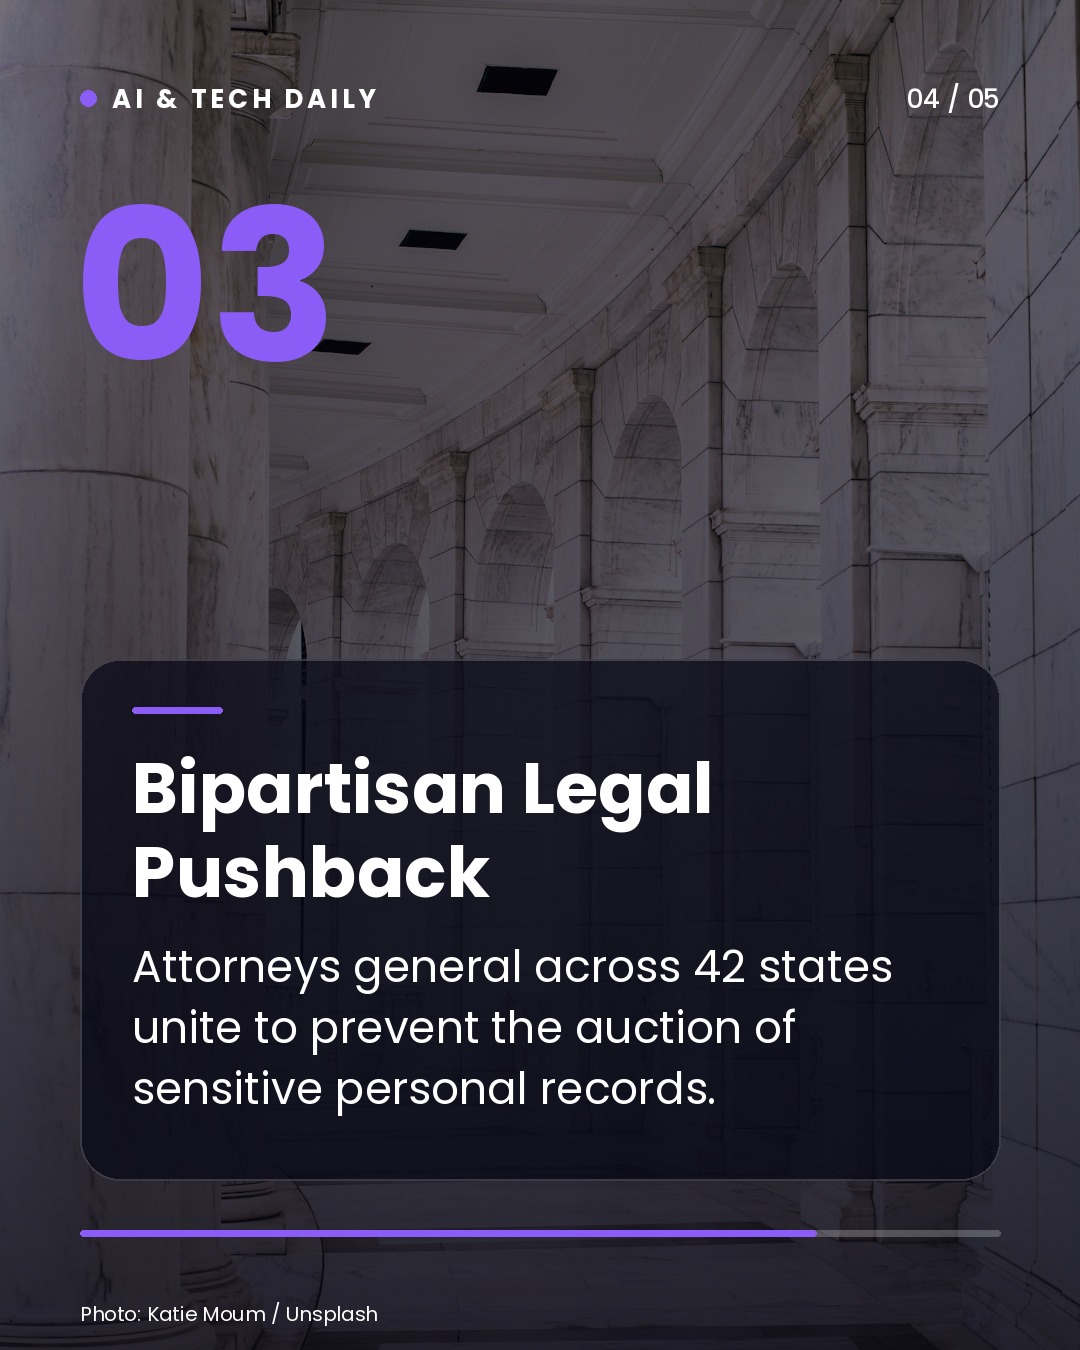 AI & TECH DAILY
04 / 05
03
Bipartisan Legal
Pushback
Attorneys general across 42 states
unite to prevent the auction of
sensitive personal records.
Photo: Katie Moum / Unsplash